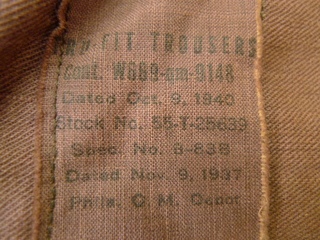 FIT TROUSERS
Cont. W669-qm-9148
Dated Oct. 9, 1940
Stock No. 55-T-25639
Spec. No. 8-83B
Dated Nov. 9, 1937
Phila. Q M. Depot